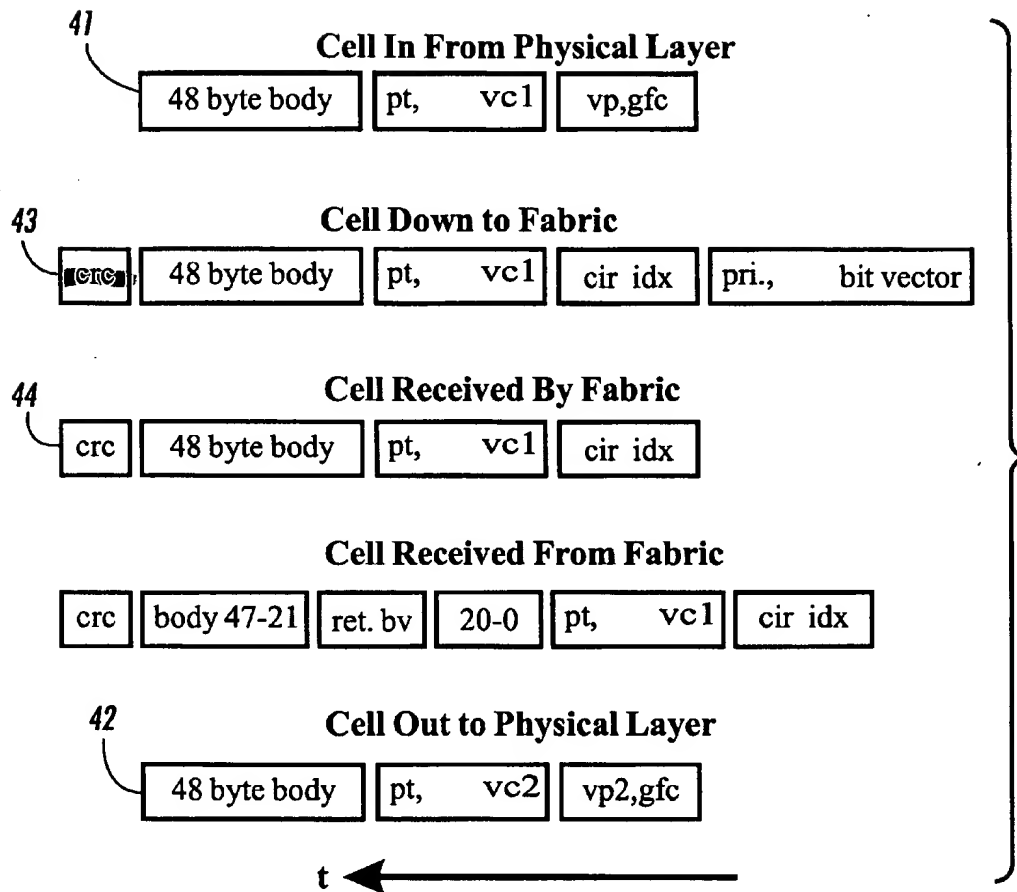 41
Cell In From Physical Layer
48 byte body pt, vc1 vp,gfc
43
Cell Down to Fabric
crc 48 byte body pt, vc1 cir idx pri., bit vector
44
Cell Received By Fabric
crc 48 byte body pt, vc1 cir idx
Cell Received From Fabric
crc body 47-21 ret. bv 20-0 pt, vc1 cir idx
42
Cell Out to Physical Layer
48 byte body pt, vc2 vp2,gfc
t